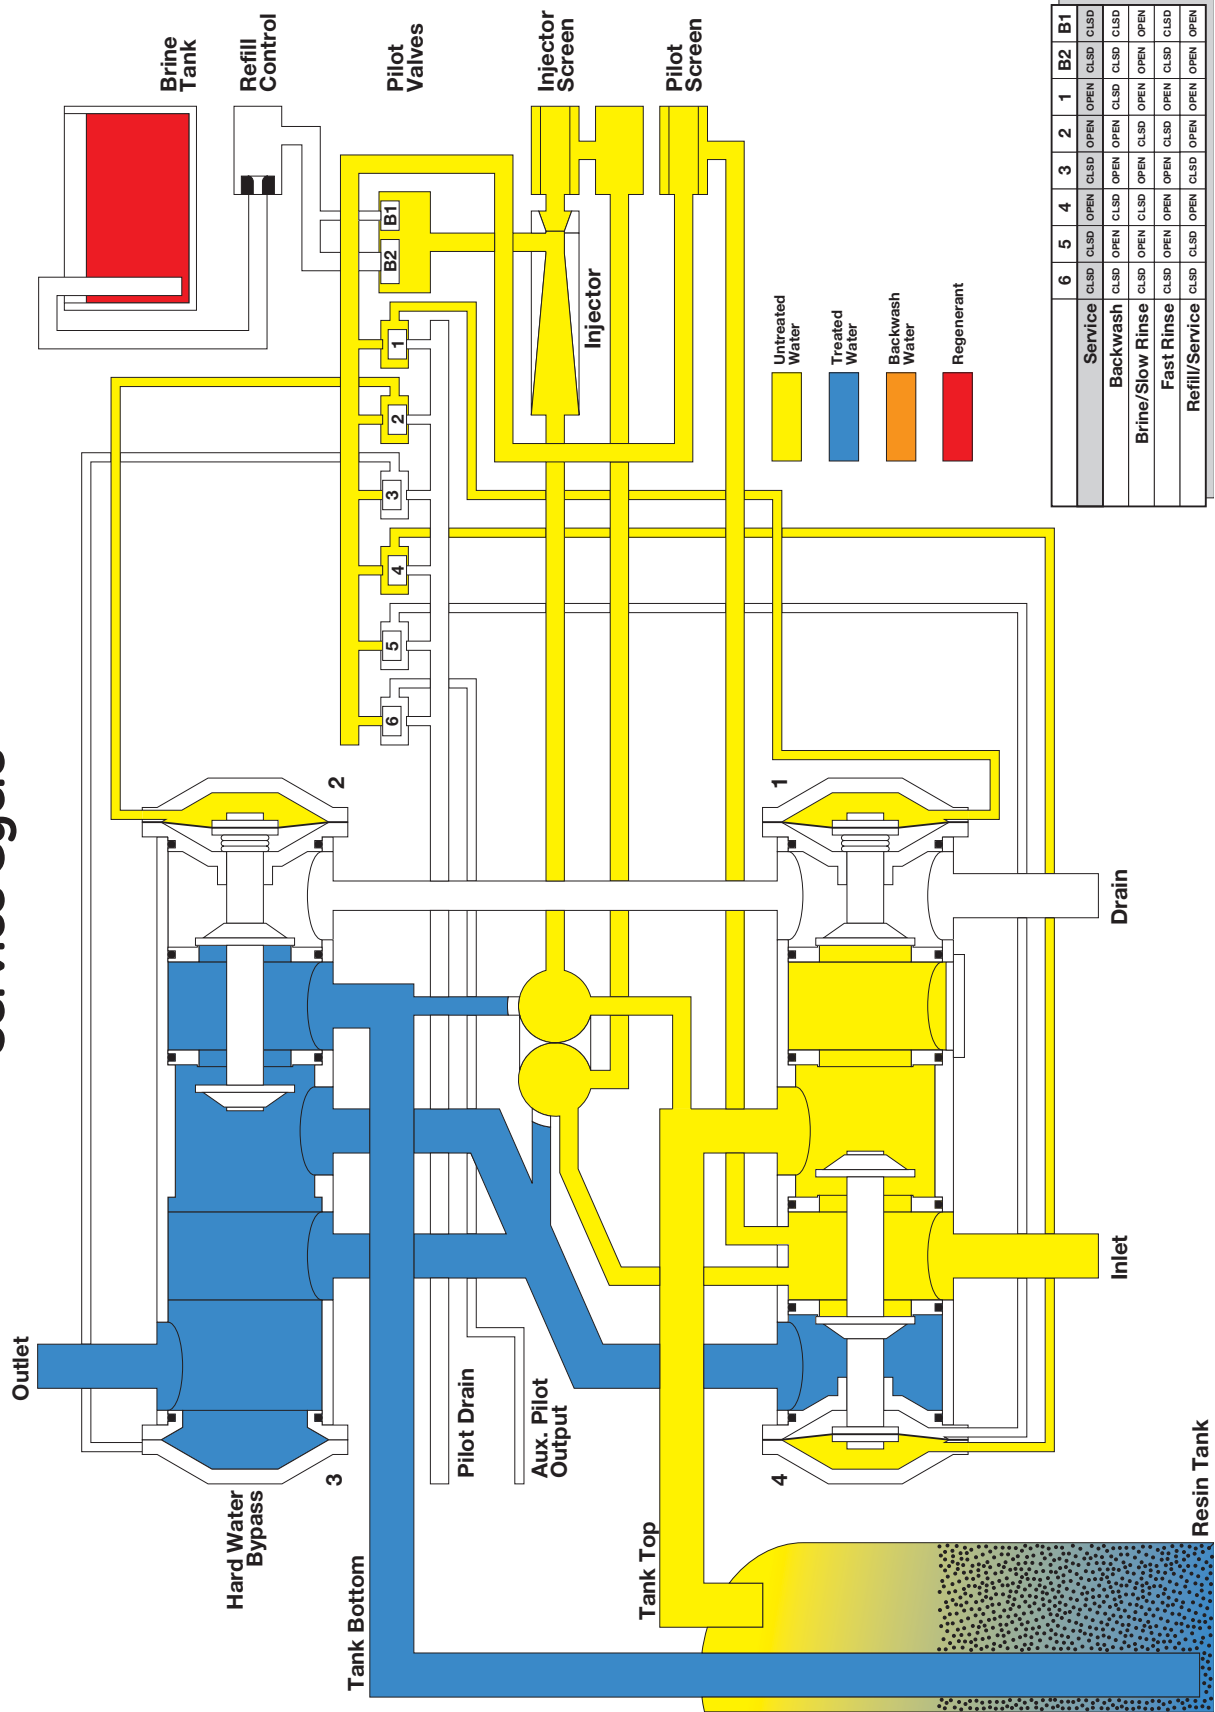 Outlet
Brine
Tank
Refill
Control
Hard Water
Bypass
3
2
Pilot
Valves
6
5
4
3
2
1
B2
B1
Tank Bottom
Pilot Drain
Aux. Pilot
Output
Injector
Screen
Injector
Tank Top
Pilot
Screen
4
1
Untreated
Water
Treated
Water
Backwash
Water
Regenerant
Inlet
Drain
Resin Tank
6 5 4 3 2 1 B2 B1
Service CLSD CLSD OPEN CLSD OPEN OPEN CLSD CLSD
Backwash CLSD OPEN CLSD OPEN OPEN CLSD CLSD CLSD
Brine/Slow Rinse CLSD OPEN CLSD OPEN CLSD OPEN OPEN OPEN
Fast Rinse CLSD OPEN OPEN OPEN CLSD OPEN CLSD CLSD
Refill/Service CLSD CLSD OPEN CLSD OPEN OPEN OPEN OPEN